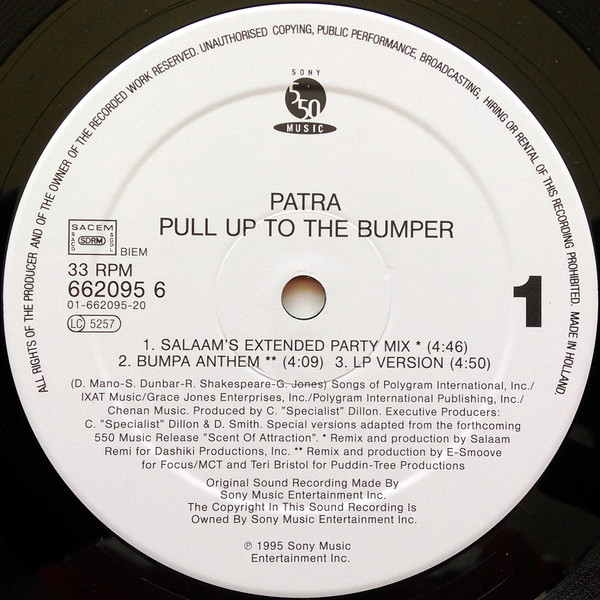 ALL RIGHTS OF THE PRODUCER AND OF THE OWNER OF THE RECORDED WORK RESERVED. UNAUTHORISED COPYING, PUBLIC PERFORMANCE, BROADCASTING, HIRING OR RENTAL OF THIS RECORDING PROHIBITED. MADE IN HOLLAND.
SONY
550
MUSIC
PATRA
PULL UP TO THE BUMPER
SACEM
SACD SDRM SGDL
BIEM
33 RPM
662095 6
01-662095-20
LC 5257
1
1. SALAAM'S EXTENDED PARTY MIX * (4:46)
2. BUMPA ANTHEM ** (4:09) 3. LP VERSION (4:50)
(D. Mano-S. Dunbar-R. Shakespeare-G. Jones) Songs of Polygram International, Inc./
IXAT Music/Grace Jones Enterprises, Inc./Polygram International Publishing, Inc./
Chenan Music. Produced by C. "Specialist" Dillon. Executive Producers:
C. "Specialist" Dillon & D. Smith. Special versions adapted from the forthcoming
550 Music Release "Scent Of Attraction". * Remix and production by Salaam
Remi for Dashiki Productions, Inc. ** Remix and production by E-Smoove
for Focus/MCT and Teri Bristol for Puddin-Tree Productions
Original Sound Recording Made By
Sony Music Entertainment Inc.
The Copyright In This Sound Recording Is
Owned By Sony Music Entertainment Inc.
℗ 1995 Sony Music
Entertainment Inc.